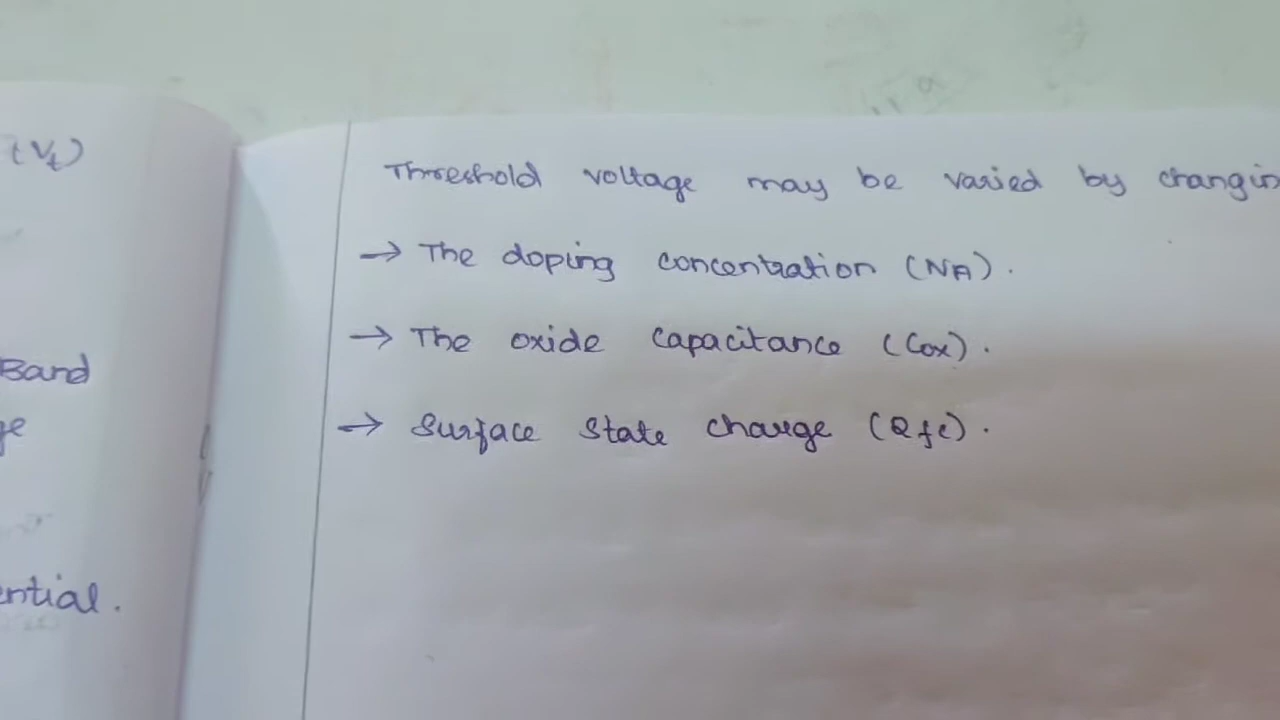 (Vt)
Band
ge
ential.
Threshold voltage may be varied by changin
→ The doping concentration (NA).
→ The oxide capacitance (Cox).
→ Surface state charge (Qfc).